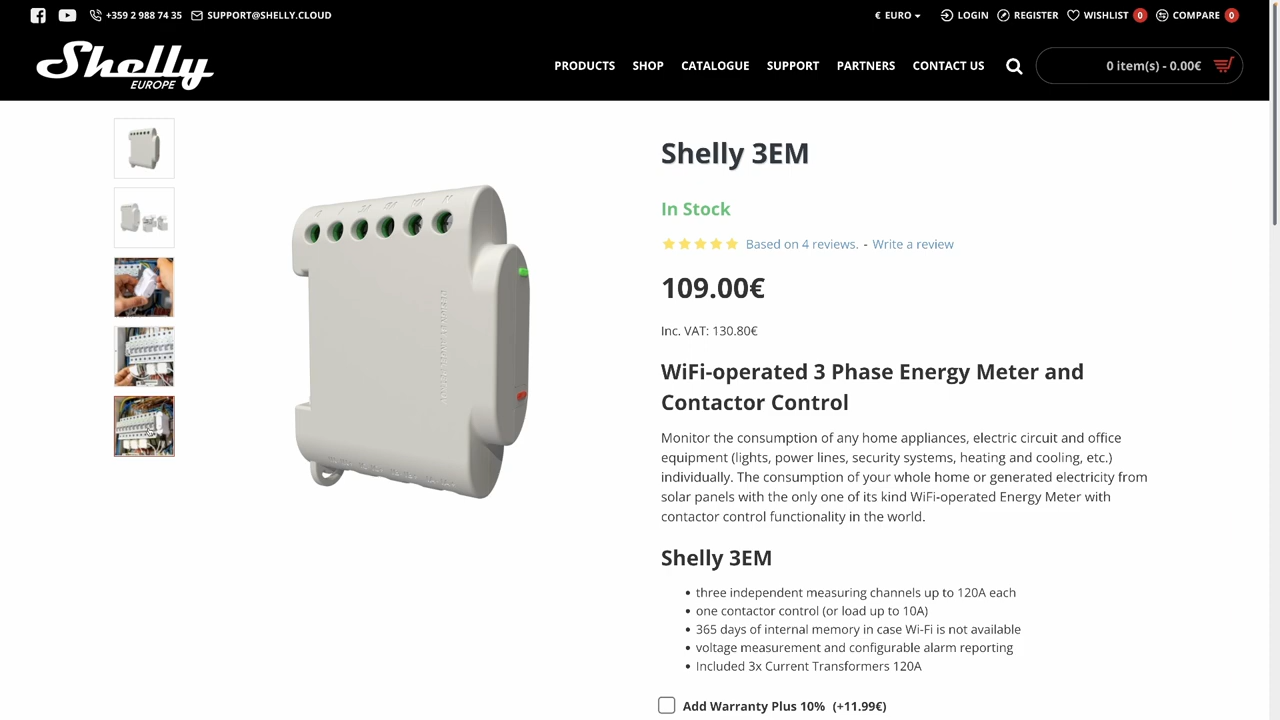 +359 2 988 74 35 SUPPORT@SHELLY.CLOUD
€ EURO LOGIN REGISTER WISHLIST 0 COMPARE 0
Shelly
EUROPE
PRODUCTS SHOP CATALOGUE SUPPORT PARTNERS CONTACT US
0 item(s) - 0.00€
Shelly 3EM
In Stock
Based on 4 reviews. - Write a review
109.00€
Inc. VAT: 130.80€
WiFi-operated 3 Phase Energy Meter and
Contactor Control
Monitor the consumption of any home appliances, electric circuit and office
equipment (lights, power lines, security systems, heating and cooling, etc.)
individually. The consumption of your whole home or generated electricity from
solar panels with the only one of its kind WiFi-operated Energy Meter with
contactor control functionality in the world.
Shelly 3EM
• three independent measuring channels up to 120A each
• one contactor control (or load up to 10A)
• 365 days of internal memory in case Wi-Fi is not available
• voltage measurement and configurable alarm reporting
• Included 3x Current Transformers 120A
Add Warranty Plus 10% (+11.99€)